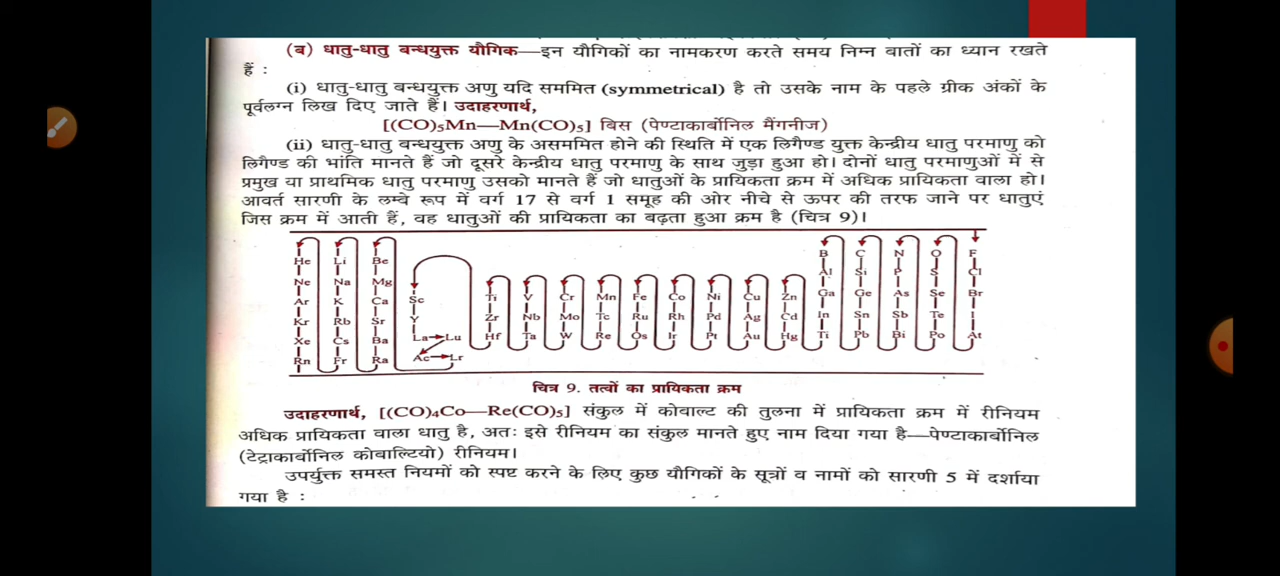 (ब) धातु-धातु बन्धयुक्त यौगिक—इन यौगिकों का नामकरण करते समय निम्न बातों का ध्यान रखते
हैं :
(i) धातु-धातु बन्धयुक्त अणु यदि सममित (symmetrical) है तो उसके नाम के पहले ग्रीक अंकों के
पूर्वलग्न लिख दिए जाते हैं। उदाहरणार्थ,
[(CO)₅Mn—Mn(CO)₅] बिस (पेण्टाकार्बोनिल मैंगनीज)
(ii) धातु-धातु बन्धयुक्त अणु के असममित होने की स्थिति में एक लिगैण्ड युक्त केन्द्रीय धातु परमाणु को
लिगैण्ड की भांति मानते हैं जो दूसरे केन्द्रीय धातु परमाणु के साथ जुड़ा हुआ हो। दोनों धातु परमाणुओं में से
प्रमुख या प्राथमिक धातु परमाणु उसको मानते हैं जो धातुओं के प्रायिकता क्रम में अधिक प्रायिकता वाला हो।
आवर्त सारणी के लम्बे रूप में वर्ग 17 से वर्ग 1 समूह की ओर नीचे से ऊपर की तरफ जाने पर धातुएं
जिस क्रम में आती हैं, वह धातुओं की प्रायिकता का बढ़ता हुआ क्रम है (चित्र 9)।
B C N O F
He Li Be Al Si P S Cl
Ne Na Mg
Ar K Ca Sc Ti V Cr Mn Fe Co Ni Cu Zn Ga Ge As Se Br
Kr Rb Sr Y Zr Nb Mo Tc Ru Rh Pd Ag Cd In Sn Sb Te I
Xe Cs Ba La→Lu Hf Ta W Re Os Ir Pt Au Hg Ti Pb Bi Po At
Rn Fr Ra Ac→Lr
चित्र 9. तत्वों का प्रायिकता क्रम
उदाहरणार्थ, [(CO)₄Co—Re(CO)₅] संकुल में कोबाल्ट की तुलना में प्रायिकता क्रम में रीनियम
अधिक प्रायिकता वाला धातु है, अतः इसे रीनियम का संकुल मानते हुए नाम दिया गया है—पेण्टाकार्बोनिल
(टेट्राकार्बोनिल कोबाल्टियो) रीनियम।
उपर्युक्त समस्त नियमों को स्पष्ट करने के लिए कुछ यौगिकों के सूत्रों व नामों को सारणी 5 में दर्शाया
गया है :